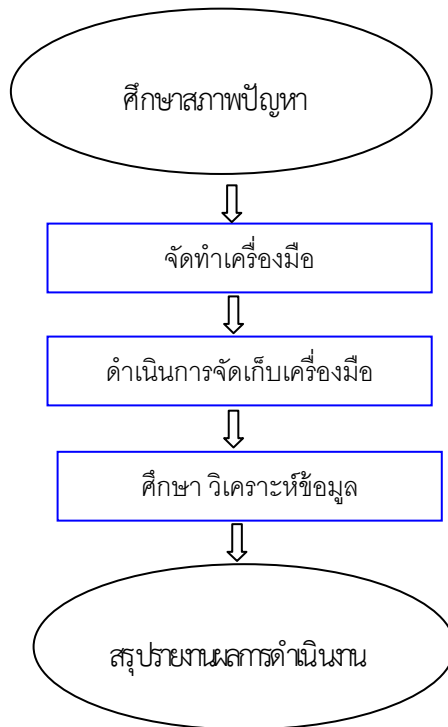 ศึกษาสภาพปัญหา
จัดทำเครื่องมือ
ดำเนินการจัดเก็บเครื่องมือ
ศึกษา วิเคราะห์ข้อมูล
สรุปรายงานผลการดำเนินงาน